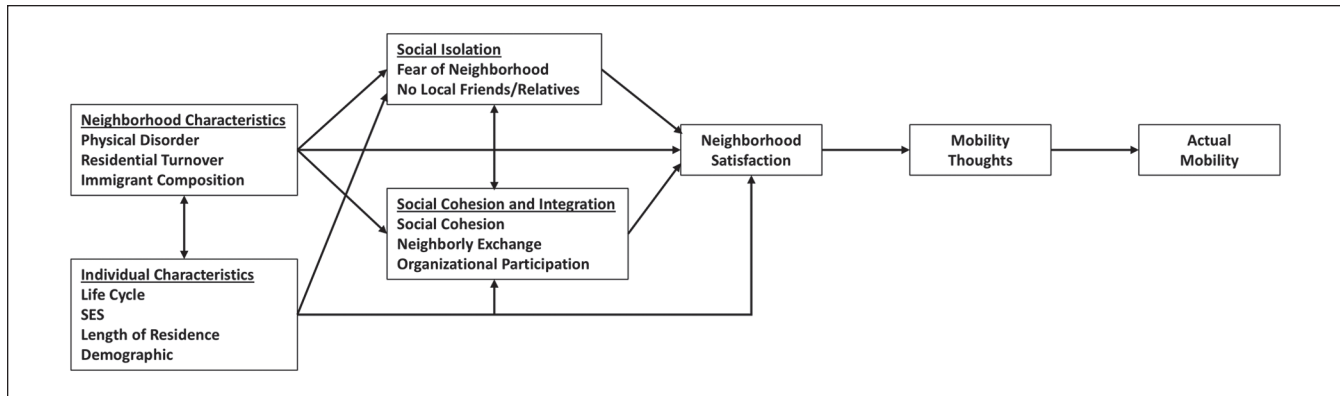 Neighborhood Characteristics
Physical Disorder
Residential Turnover
Immigrant Composition
Individual Characteristics
Life Cycle
SES
Length of Residence
Demographic
Social Isolation
Fear of Neighborhood
No Local Friends/Relatives
Social Cohesion and Integration
Social Cohesion
Neighborly Exchange
Organizational Participation
Neighborhood
Satisfaction
Mobility
Thoughts
Actual
Mobility